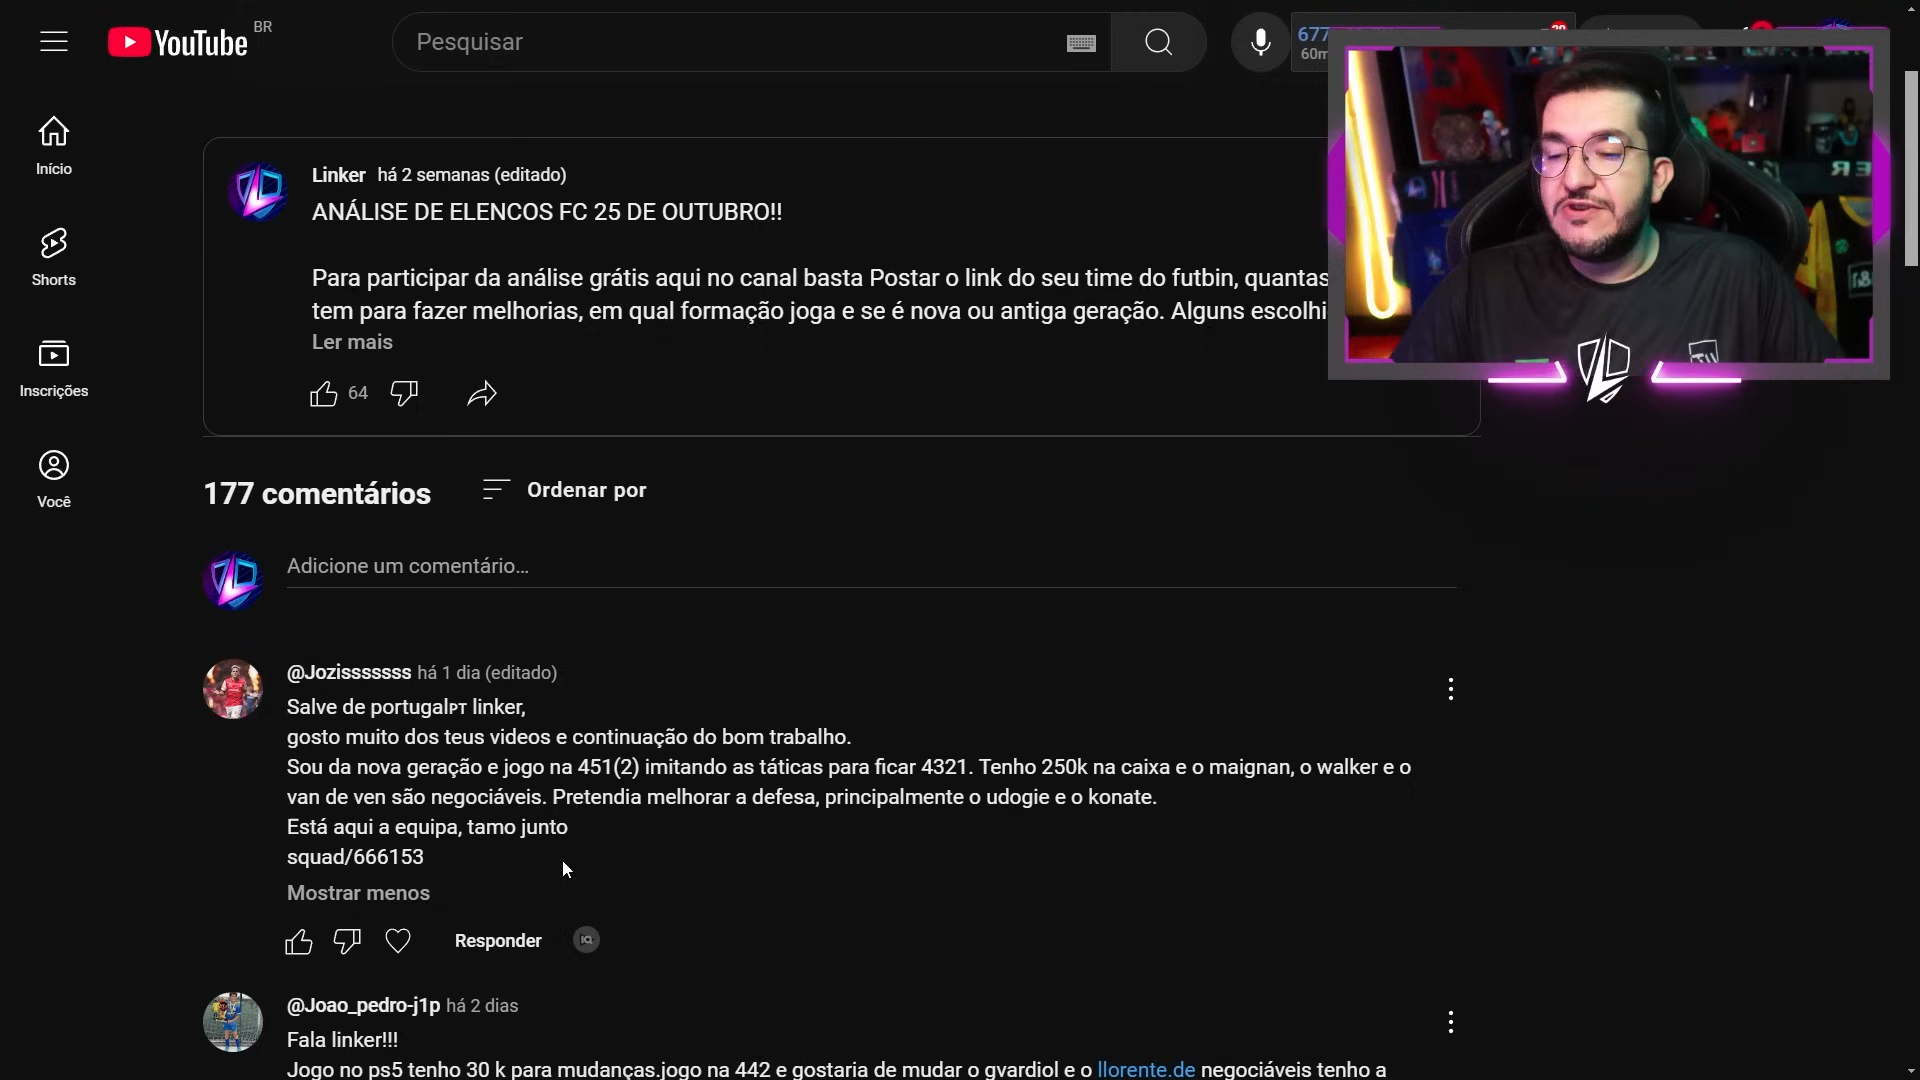 YouTube BR
Pesquisar
677
60m
20
Início
Shorts
Inscrições
Você
Linker há 2 semanas (editado)
ANÁLISE DE ELENCOS FC 25 DE OUTUBRO!!
Para participar da análise grátis aqui no canal basta Postar o link do seu time do futbin, quantas
tem para fazer melhorias, em qual formação joga e se é nova ou antiga geração. Alguns escolhi
Ler mais
64
177 comentários
Ordenar por
Adicione um comentário...
@Jozisssssss há 1 dia (editado)
Salve de portugalPT linker,
gosto muito dos teus videos e continuação do bom trabalho.
Sou da nova geração e jogo na 451(2) imitando as táticas para ficar 4321. Tenho 250k na caixa e o maignan, o walker e o
van de ven são negociáveis. Pretendia melhorar a defesa, principalmente o udogie e o konate.
Está aqui a equipa, tamo junto
squad/666153
Mostrar menos
Responder
IQ
@Joao_pedro-j1p há 2 dias
Fala linker!!!
Jogo no ps5 tenho 30 k para mudanças.jogo na 442 e gostaria de mudar o gvardiol e o llorente.de negociáveis tenho a